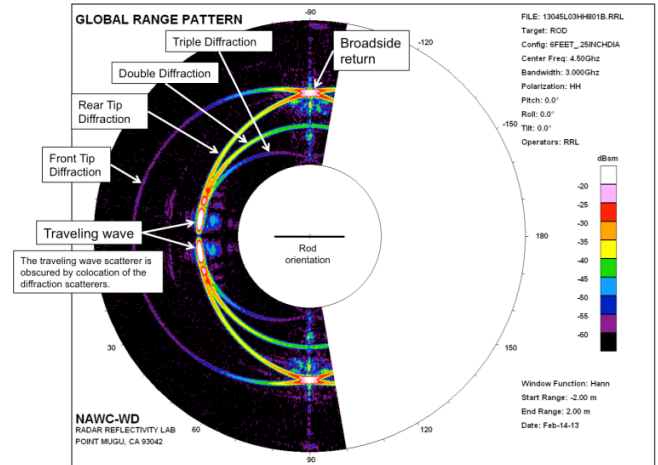 GLOBAL RANGE PATTERN
-90
-120
-150
180
150
120
90
60
30
FILE: 13045L03HH801B.RRL
Target: ROD
Config: 6FEET_.25INCHDIA
Center Freq: 4.50Ghz
Bandwidth: 3.000Ghz
Polarization: HH
Pitch: 0.0°
Roll: 0.0°
Tilt: 0.0°
Operators: RRL
Triple Diffraction
Broadside
return
Double Diffraction
Rear Tip
Diffraction
Front Tip
Diffraction
Traveling wave
The traveling wave scatterer is
obscured by colocation of the
diffraction scatterers.
Rod
orientation
dBsm
-20
-25
-30
-35
-40
-45
-50
-55
-60
Window Function: Hann
Start Range: -2.00 m
End Range: 2.00 m
Date: Feb-14-13
NAWC-WD
RADAR REFLECTIVITY LAB
POINT MUGU, CA 93042